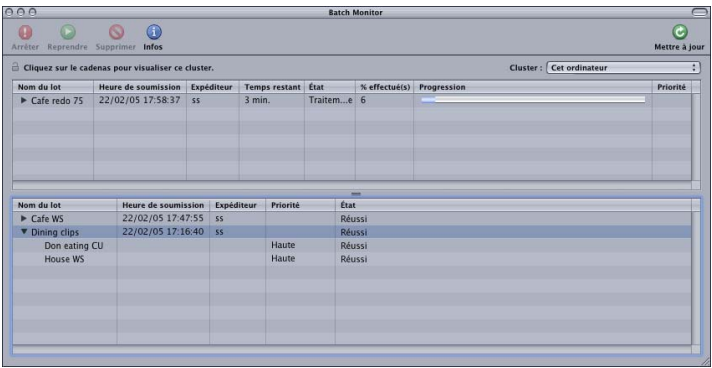 Batch Monitor
Arrêter Reprendre Supprimer Infos Mettre à jour
Cliquez sur le cadenas pour visualiser ce cluster. Cluster : Cet ordinateur
Nom du lot Heure de soumission Expéditeur Temps restant État % effectué(s) Progression Priorité
Cafe redo 75 22/02/05 17:58:37 ss 3 min. Traitem...e 6
Nom du lot Heure de soumission Expéditeur Priorité État
Cafe WS 22/02/05 17:47:55 ss Réussi
Dining clips 22/02/05 17:16:40 ss Réussi
Don eating CU Haute Réussi
House WS Haute Réussi